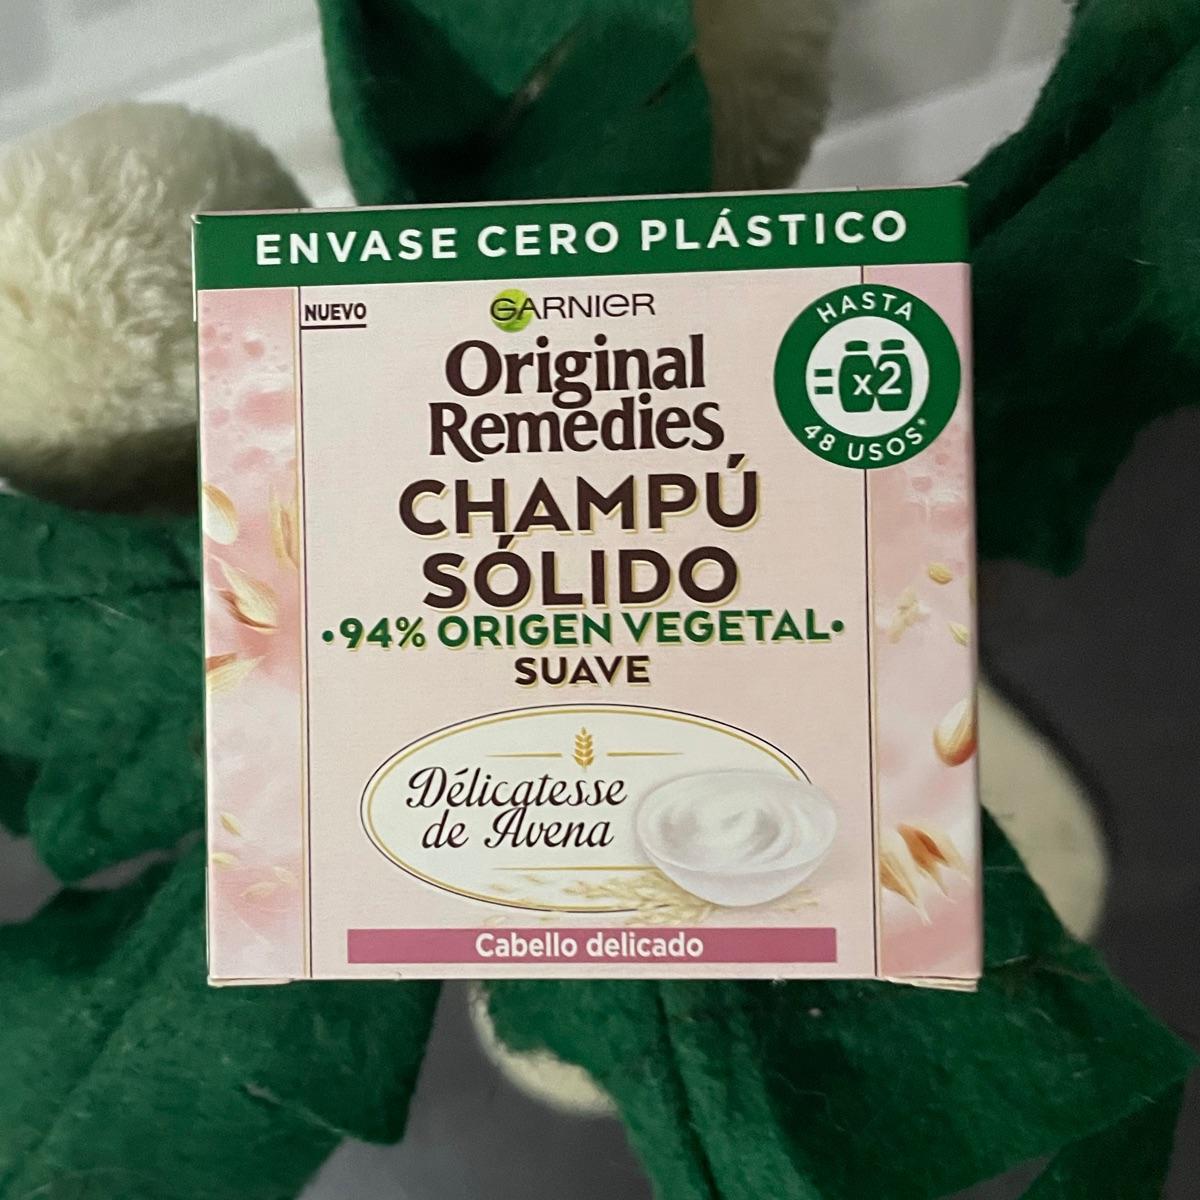 ENVASE CERO PLÁSTICO
NUEVO
GARNIER
Original
Remedies
HASTA
= x2
48 USOS*
CHAMPÚ
SÓLIDO
•94% ORIGEN VEGETAL•
SUAVE
Délicatesse
de Avena
Cabello delicado